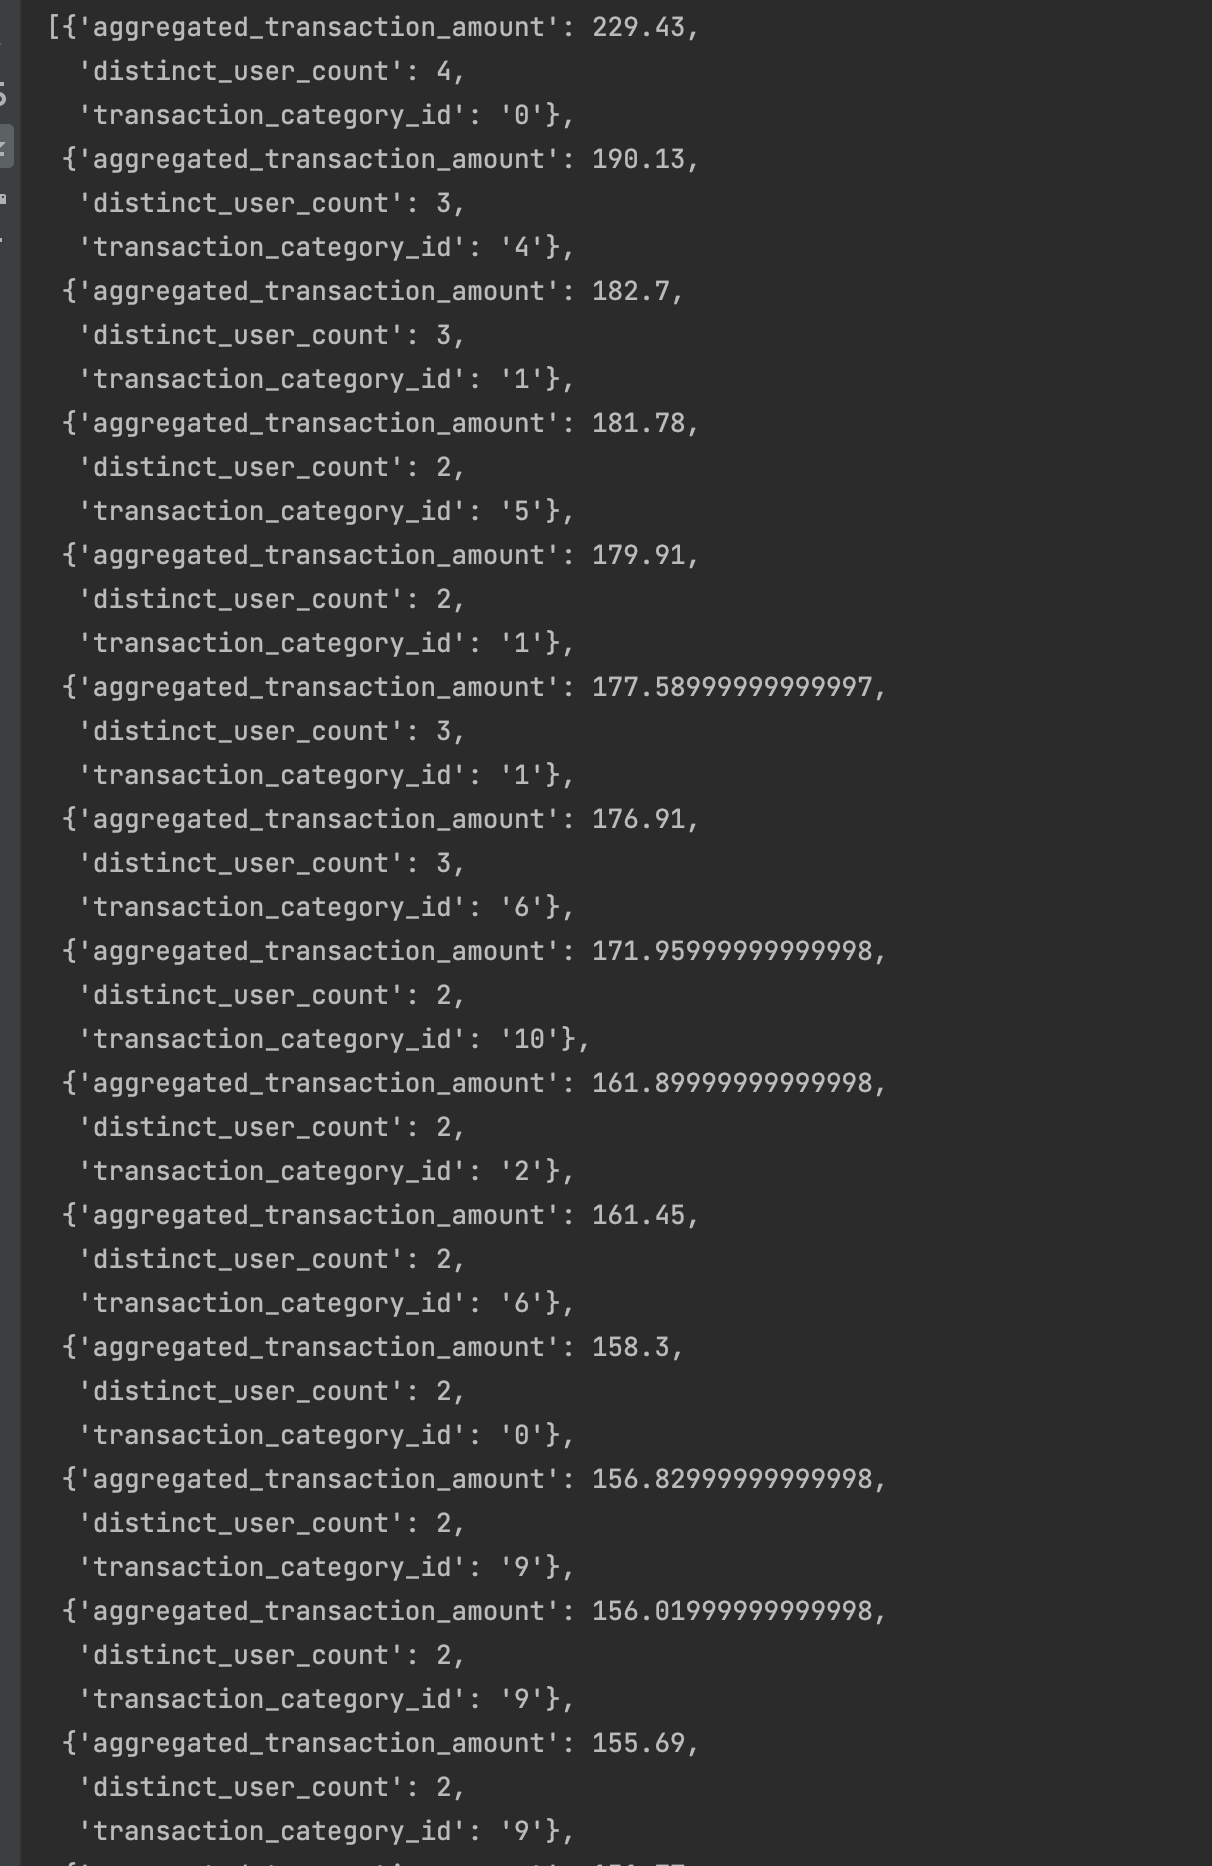 [{'aggregated_transaction_amount': 229.43,
'distinct_user_count': 4,
'transaction_category_id': '0'},
{'aggregated_transaction_amount': 190.13,
'distinct_user_count': 3,
'transaction_category_id': '4'},
{'aggregated_transaction_amount': 182.7,
'distinct_user_count': 3,
'transaction_category_id': '1'},
{'aggregated_transaction_amount': 181.78,
'distinct_user_count': 2,
'transaction_category_id': '5'},
{'aggregated_transaction_amount': 179.91,
'distinct_user_count': 2,
'transaction_category_id': '1'},
{'aggregated_transaction_amount': 177.58999999999997,
'distinct_user_count': 3,
'transaction_category_id': '1'},
{'aggregated_transaction_amount': 176.91,
'distinct_user_count': 3,
'transaction_category_id': '6'},
{'aggregated_transaction_amount': 171.95999999999998,
'distinct_user_count': 2,
'transaction_category_id': '10'},
{'aggregated_transaction_amount': 161.89999999999998,
'distinct_user_count': 2,
'transaction_category_id': '2'},
{'aggregated_transaction_amount': 161.45,
'distinct_user_count': 2,
'transaction_category_id': '6'},
{'aggregated_transaction_amount': 158.3,
'distinct_user_count': 2,
'transaction_category_id': '0'},
{'aggregated_transaction_amount': 156.82999999999998,
'distinct_user_count': 2,
'transaction_category_id': '9'},
{'aggregated_transaction_amount': 156.01999999999998,
'distinct_user_count': 2,
'transaction_category_id': '9'},
{'aggregated_transaction_amount': 155.69,
'distinct_user_count': 2,
'transaction_category_id': '9'},